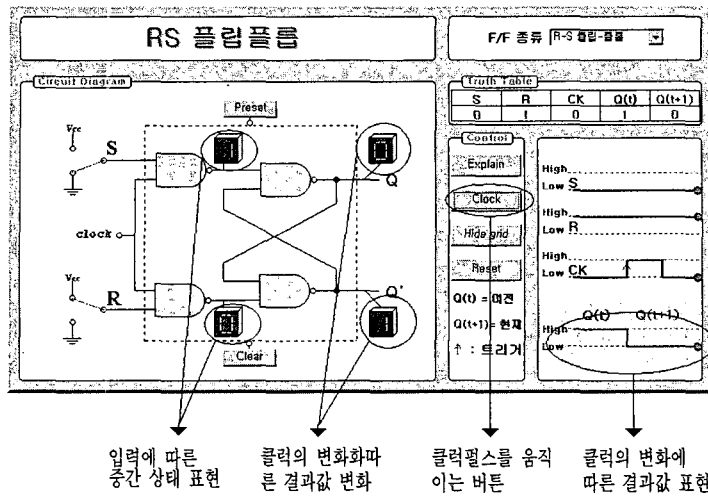 RS 플립플롭
F/F 종류 R-S 플립-플롭
Circuit Diagram
Truth Table
S R CK Q(t) Q(t+1)
0 1 0 1 0
Preset
Vcc
S
Q
clock
Vcc
R
Q'
Clear
Control
Explain
Clock
Hide grid
Reset
Q(t) = 여전
Q(t+1)= 현재
↑ : 트리거
High
Low S
High
Low R
High
Low CK
Q(t) Q(t+1)
High
Low
입력에 따른
중간 상태 표현
클럭의 변화화따
른 결과값 변화
클럭펄스를 움직
이는 버튼
클럭의 변화에
따른 결과값 표현